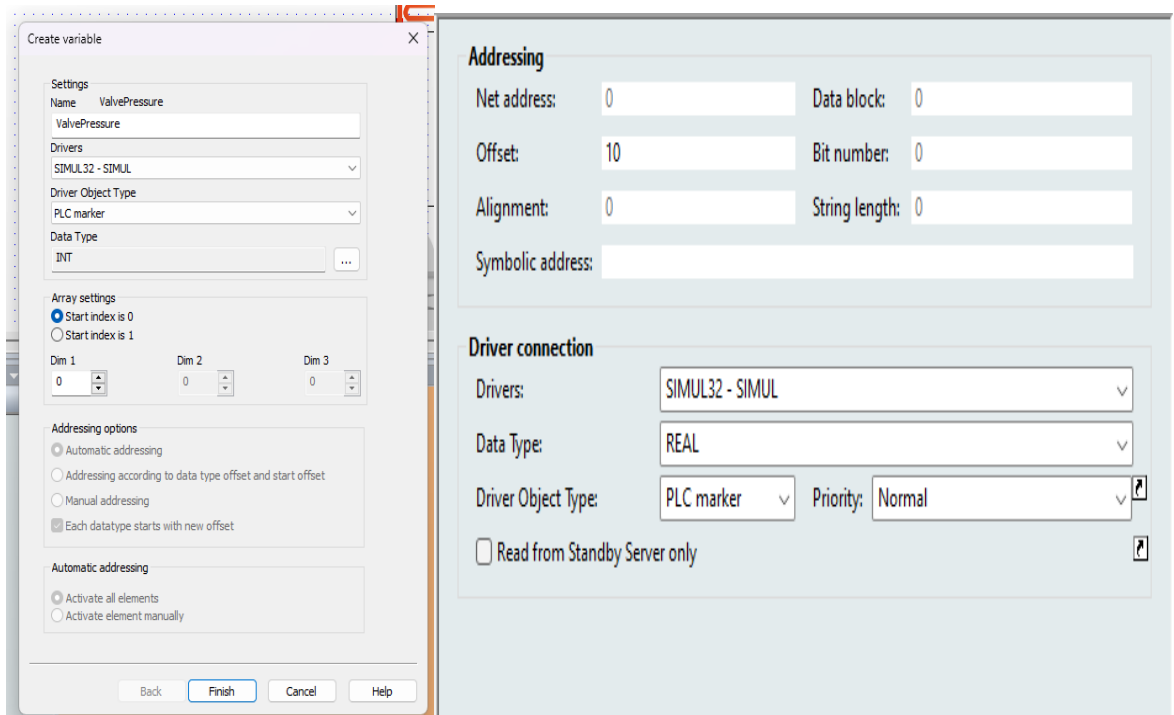 Create variable
Settings
Name ValvePressure
ValvePressure
Drivers
SIMUL32 - SIMUL
Driver Object Type
PLC marker
Data Type
INT
...
Array settings
Start index is 0
Start index is 1
Dim 1 Dim 2 Dim 3
0 0 0
Addressing options
Automatic addressing
Addressing according to data type offset and start offset
Manual addressing
Each datatype starts with new offset
Automatic addressing
Activate all elements
Activate element manually
Back Finish Cancel Help
Addressing
Net address: 0 Data block: 0
Offset: 10 Bit number: 0
Alignment: 0 String length: 0
Symbolic address:
Driver connection
Drivers: SIMUL32 - SIMUL
Data Type: REAL
Driver Object Type: PLC marker Priority: Normal
Read from Standby Server only